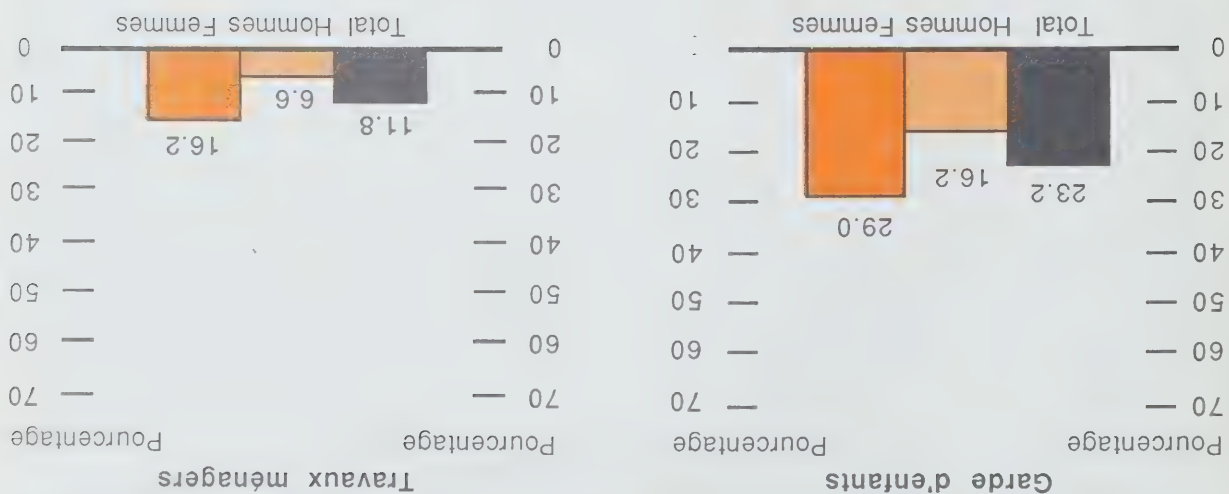 Garde d'enfants
Pourcentage Pourcentage
70 70
60 60
50 50
40 40
30 30
20 20
10 10
0 0
23.2 16.2 29.0
Total Hommes Femmes
Travaux ménagers
Pourcentage Pourcentage
70 70
60 60
50 50
40 40
30 30
20 20
10 10
0 0
11.8 6.6 16.2
Total Hommes Femmes